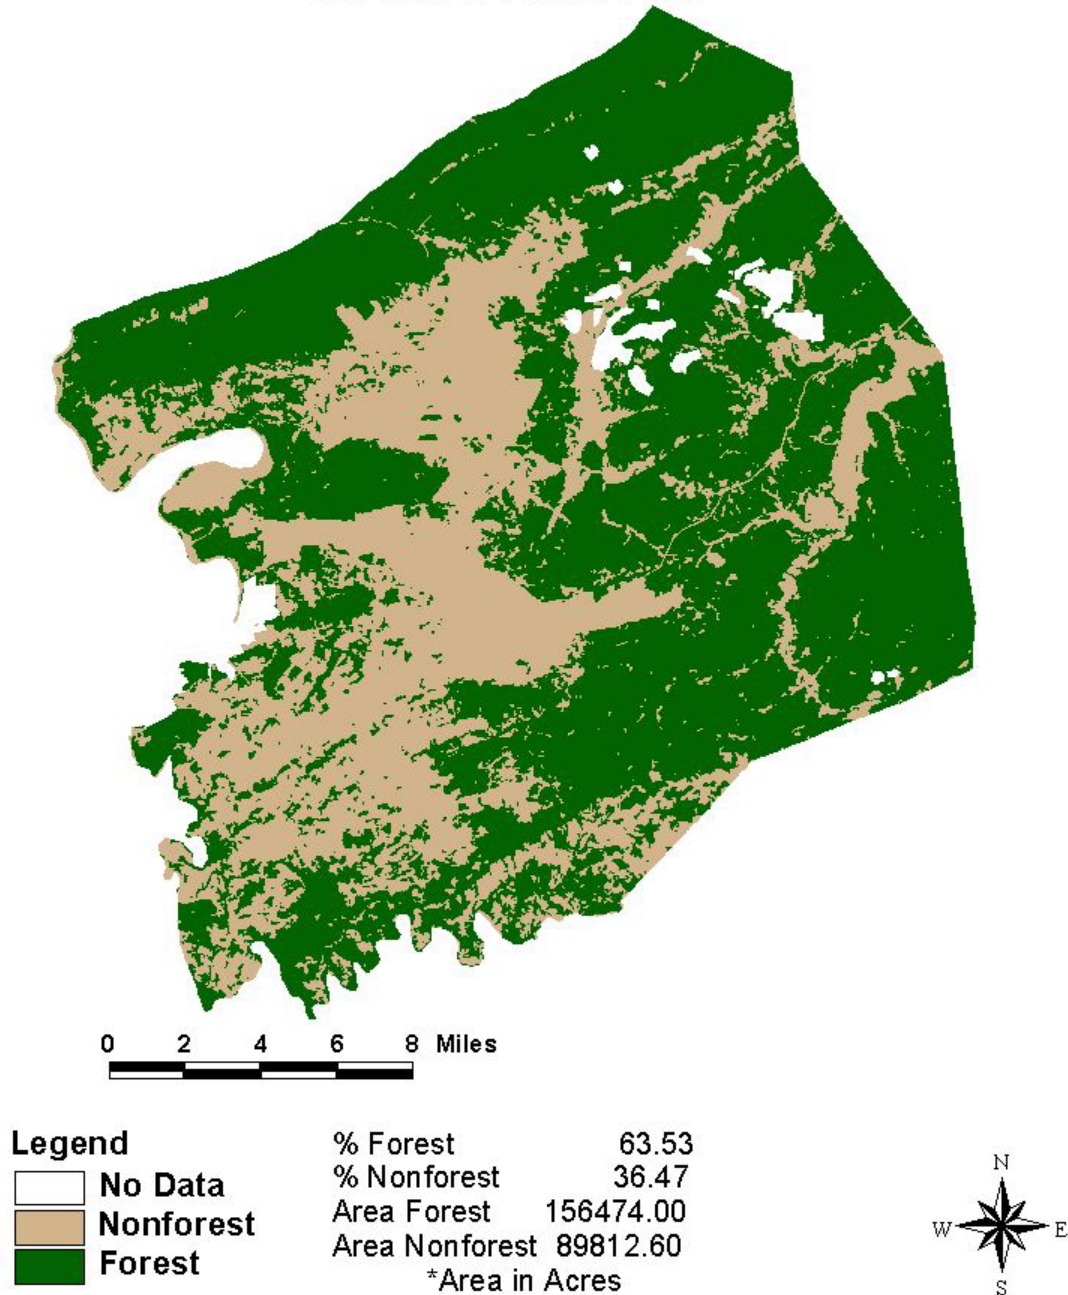 0 2 4 6 8 Miles
Legend
No Data
Nonforest
Forest
% Forest 63.53
% Nonforest 36.47
Area Forest 156474.00
Area Nonforest 89812.60
*Area in Acres
N
W E
S